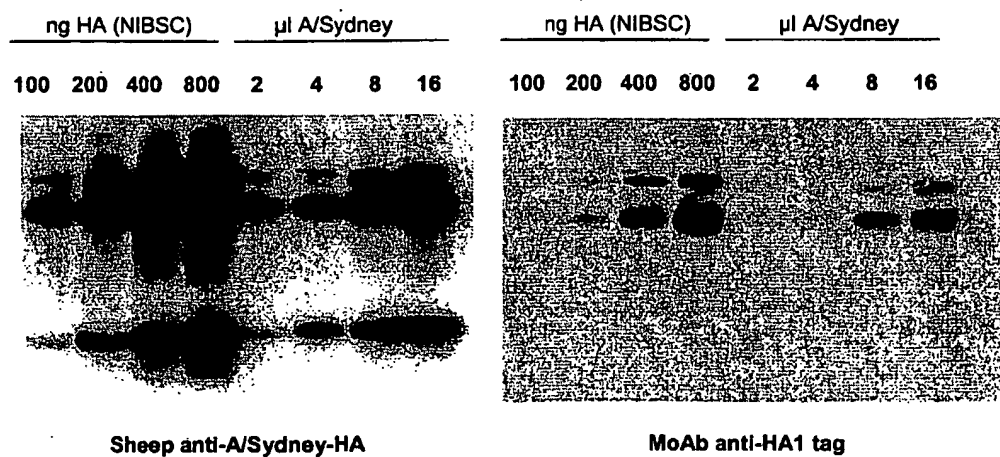 ng HA (NIBSC) µl A/Sydney
100 200 400 800 2 4 8 16
Sheep anti-A/Sydney-HA
ng HA (NIBSC) µl A/Sydney
100 200 400 800 2 4 8 16
MoAb anti-HA1 tag